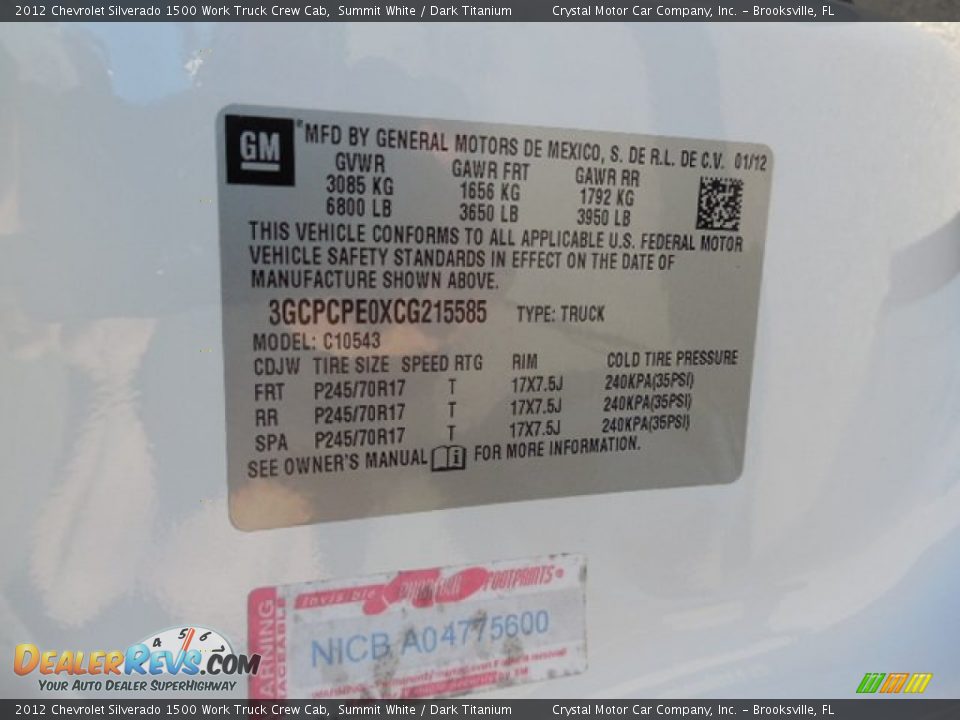 2012 Chevrolet Silverado 1500 Work Truck Crew Cab, Summit White / Dark Titanium Crystal Motor Car Company, Inc. - Brooksville, FL
GM
MFD BY GENERAL MOTORS DE MEXICO, S. DE R.L. DE C.V. 01/12
GVWR GAWR FRT GAWR RR
3085 KG 1656 KG 1792 KG
6800 LB 3650 LB 3950 LB
THIS VEHICLE CONFORMS TO ALL APPLICABLE U.S. FEDERAL MOTOR
VEHICLE SAFETY STANDARDS IN EFFECT ON THE DATE OF
MANUFACTURE SHOWN ABOVE.
3GCPCPE0XCG215585 TYPE: TRUCK
MODEL: C10543
CDJW TIRE SIZE SPEED RTG RIM COLD TIRE PRESSURE
FRT P245/70R17 T 17X7.5J 240KPA(35PSI)
RR P245/70R17 T 17X7.5J 240KPA(35PSI)
SPA P245/70R17 T 17X7.5J 240KPA(35PSI)
SEE OWNER'S MANUAL FOR MORE INFORMATION.
WARNING
Invisible FOOTPRINTS
NICB A04775600
DEALERREVS.COM
YOUR AUTO DEALER SUPERHIGHWAY
4 5 6
2012 Chevrolet Silverado 1500 Work Truck Crew Cab, Summit White / Dark Titanium Crystal Motor Car Company, Inc. - Brooksville, FL